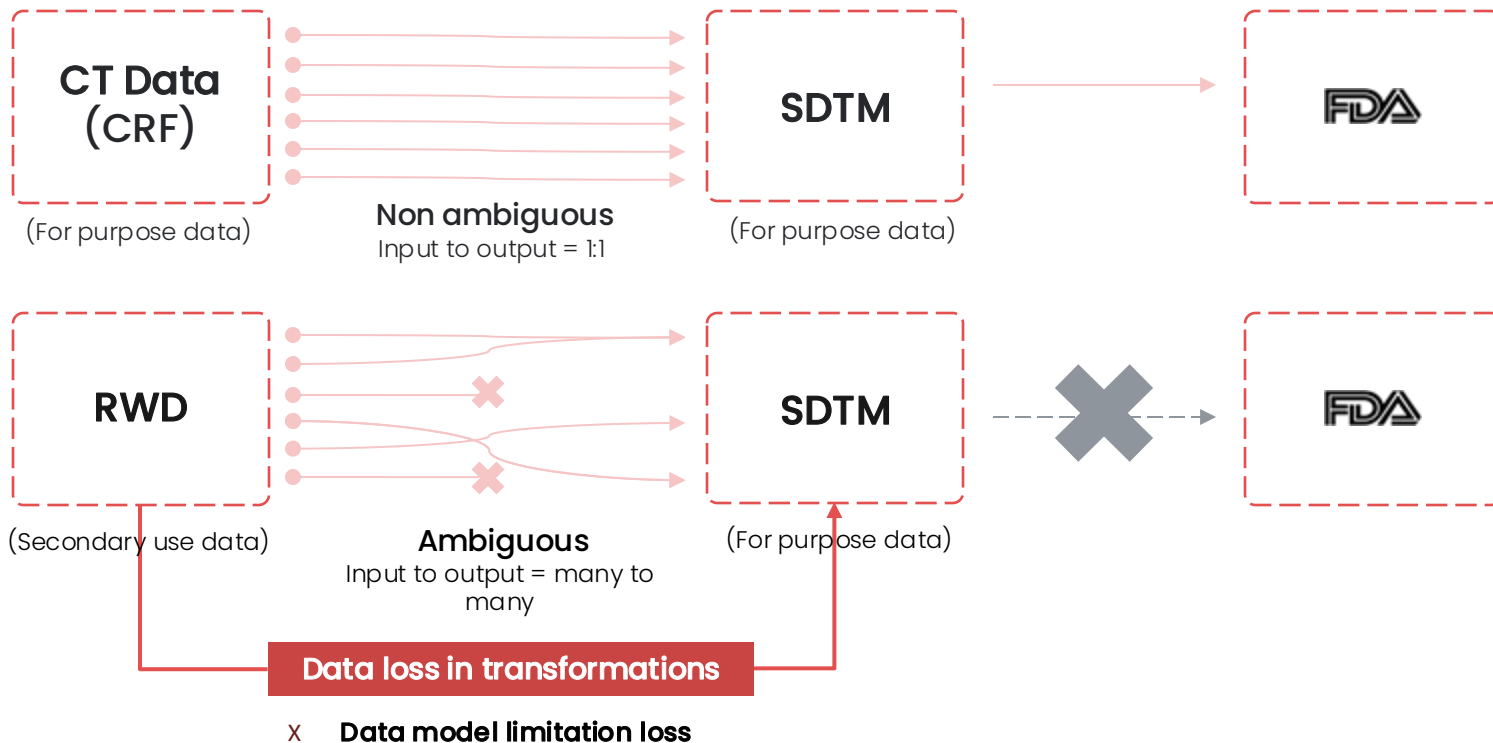 CT Data
(CRF)
SDTM
FDA
(For purpose data)
Non ambiguous
Input to output = 1:1
(For purpose data)
RWD
SDTM
FDA
(Secondary use data)
Ambiguous
Input to output = many to
many
(For purpose data)
Data loss in transformations
x Data model limitation loss